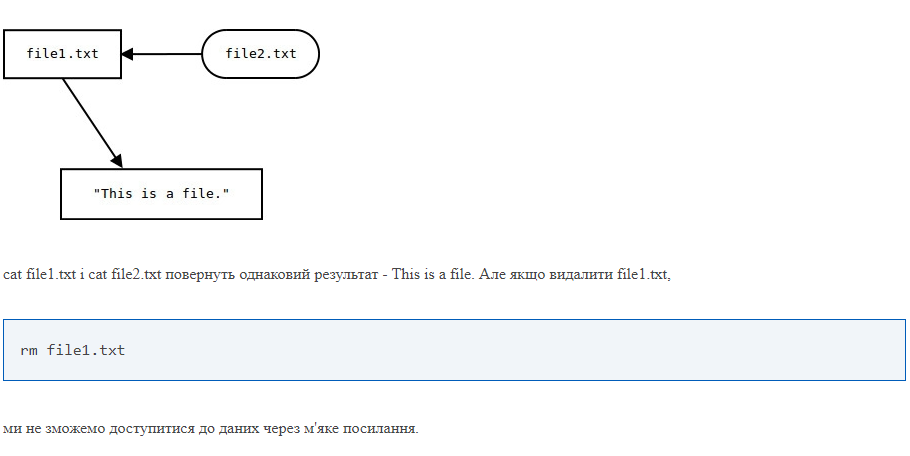 file1.txt
file2.txt
"This is a file."
cat file1.txt і cat file2.txt повернуть однаковий результат - This is a file. Але якщо видалити file1.txt,
rm file1.txt
ми не зможемо доступитися до даних через м'яке посилання.